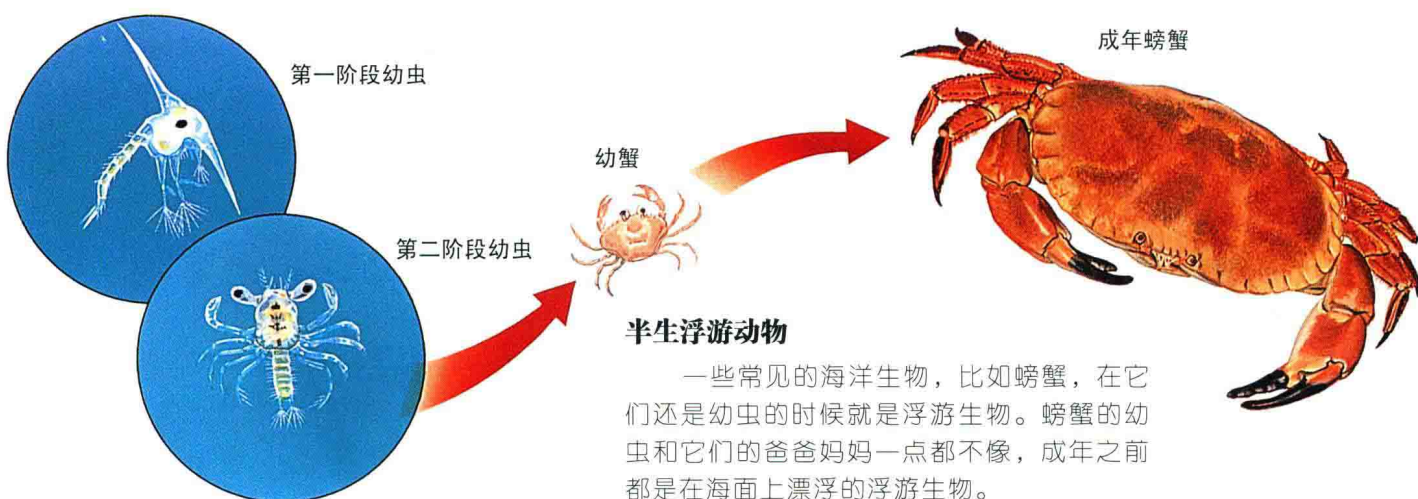 第一阶段幼虫
第二阶段幼虫
幼蟹
成年螃蟹
半生浮游动物
一些常见的海洋生物，比如螃蟹，在它
们还是幼虫的时候就是浮游生物。螃蟹的幼
虫和它们的爸爸妈妈一点都不像，成年之前
都是在海面上漂浮的浮游生物。